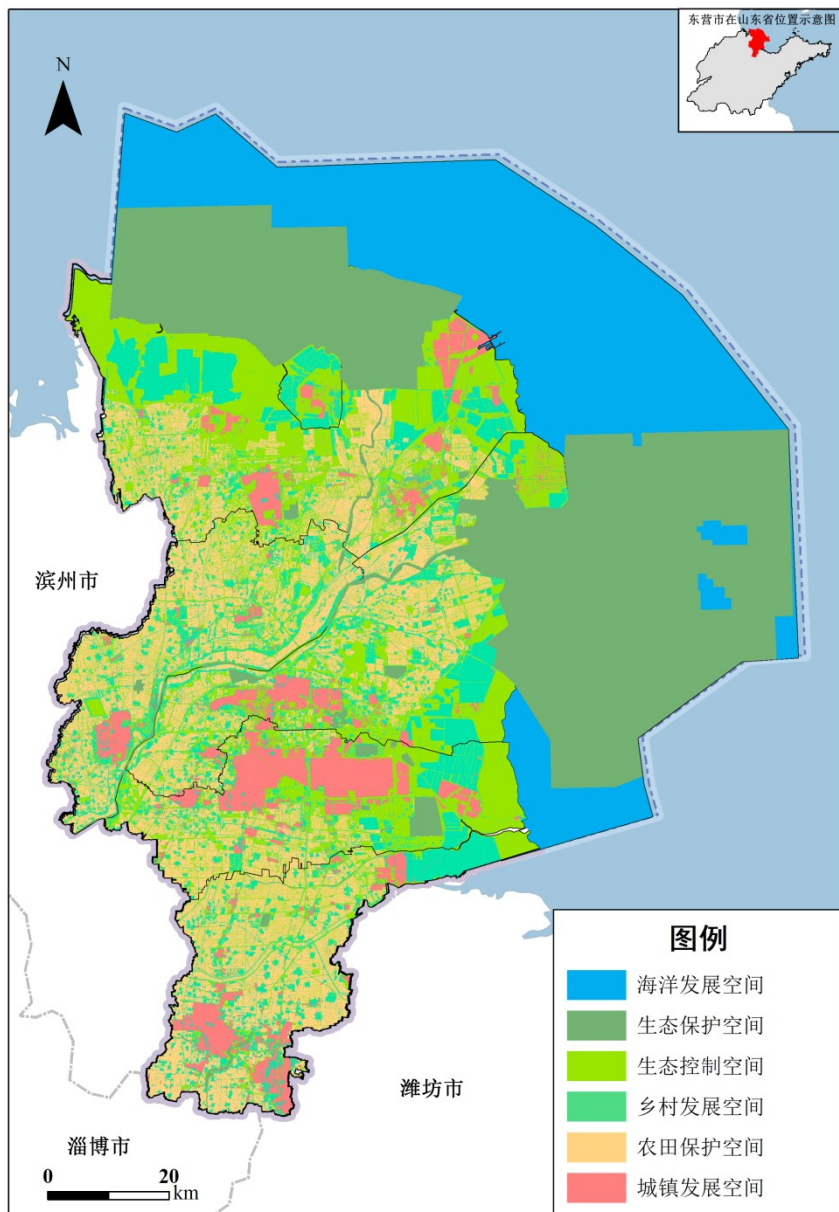 东营市在山东省位置示意图
N
滨州市
潍坊市
淄博市
0 20
km
图例
海洋发展空间
生态保护空间
生态控制空间
乡村发展空间
农田保护空间
城镇发展空间